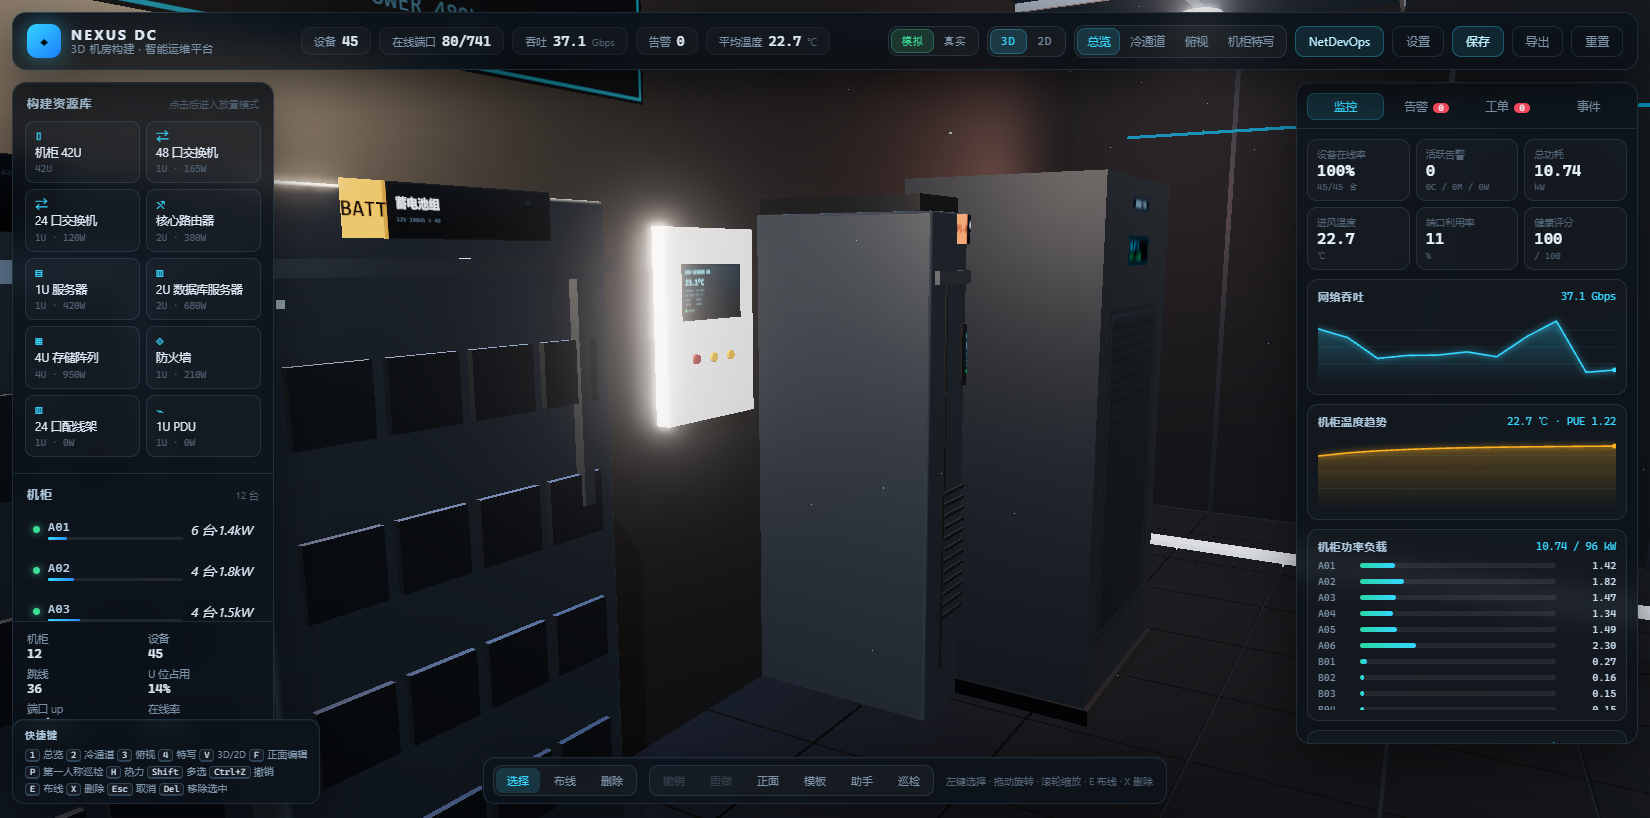 NEXUS DC
3D 机房构建 · 智能运维平台
设备 45
在线端口 80/741
吞吐 37.1 Gbps
告警 0
平均温度 22.7 ℃
模拟 真实
3D 2D
总览 冷通道 俯视 机柜特写
NetDevOps
设置
保存
导出
重置
构建资源库
点击后进入放置模式
机柜 42U
42U
48 口交换机
1U · 165W
24 口交换机
1U · 120W
核心路由器
2U · 380W
1U 服务器
1U · 420W
2U 数据库服务器
2U · 680W
4U 存储阵列
4U · 950W
防火墙
1U · 210W
24 口配线架
1U · 0W
1U PDU
1U · 0W
机柜
12 台
A01
6 台·1.4kW
A02
4 台·1.8kW
A03
4 台·1.5kW
机柜
12
设备
45
跳线
36
U 位占用
14%
端口 up
在线率
快捷键
1 总览 2 冷通道 3 俯视 4 特写 V 3D/2D F 正面编辑
P 第一人称巡检 H 热力 Shift 多选 Ctrl+Z 撤销
E 布线 X 删除 Esc 取消 Del 移除选中
BATT
蓄电池组
23.1°C
选择 布线 删除
撤销 重做 正面 模板 助手 巡检
左键选择 · 拖动旋转 · 滚轮缩放 · E 布线 · X 删除
监控
告警 0
工单 0
事件
设备在线率
100%
45/45 台
活跃告警
0
0C / 0M / 0W
总功耗
10.74
kW
进风温度
22.7
℃
端口利用率
11
%
健康评分
100
/ 100
网络吞吐
37.1 Gbps
机柜温度趋势
22.7 ℃ · PUE 1.22
机柜功率负载
10.74 / 96 kW
A01 1.42
A02 1.82
A03 1.47
A04 1.34
A05 1.49
A06 2.30
B01 0.27
B02 0.16
B03 0.15
B04 0.15